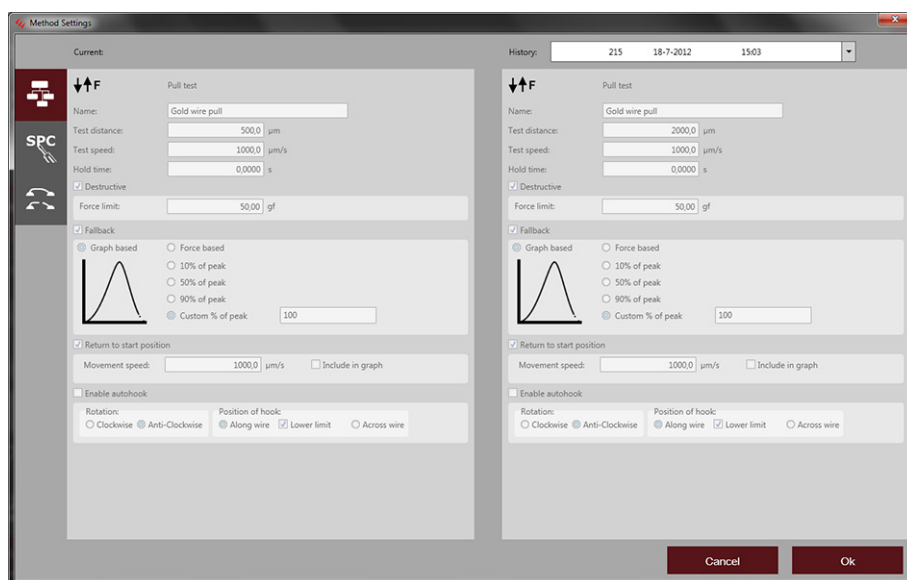 Method Settings
Current:
History: 215 18-7-2012 15:03
F Pull test
Name: Gold wire pull
Test distance: 500,0 µm
Test speed: 1000,0 µm/s
Hold time: 0,0000 s
Destructive
Force limit: 50,00 gf
Fallback
Graph based Force based
10% of peak
50% of peak
90% of peak
Custom % of peak 100
Return to start position
Movement speed: 1000,0 µm/s Include in graph
Enable autohook
Rotation: Position of hook:
Clockwise Anti-Clockwise Along wire Lower limit Across wire
F Pull test
Name: Gold wire pull
Test distance: 2000,0 µm
Test speed: 1000,0 µm/s
Hold time: 0,0000 s
Destructive
Force limit: 50,00 gf
Fallback
Graph based Force based
10% of peak
50% of peak
90% of peak
Custom % of peak 100
Return to start position
Movement speed: 1000,0 µm/s Include in graph
Enable autohook
Rotation: Position of hook:
Clockwise Anti-Clockwise Along wire Lower limit Across wire
SPC
Cancel Ok